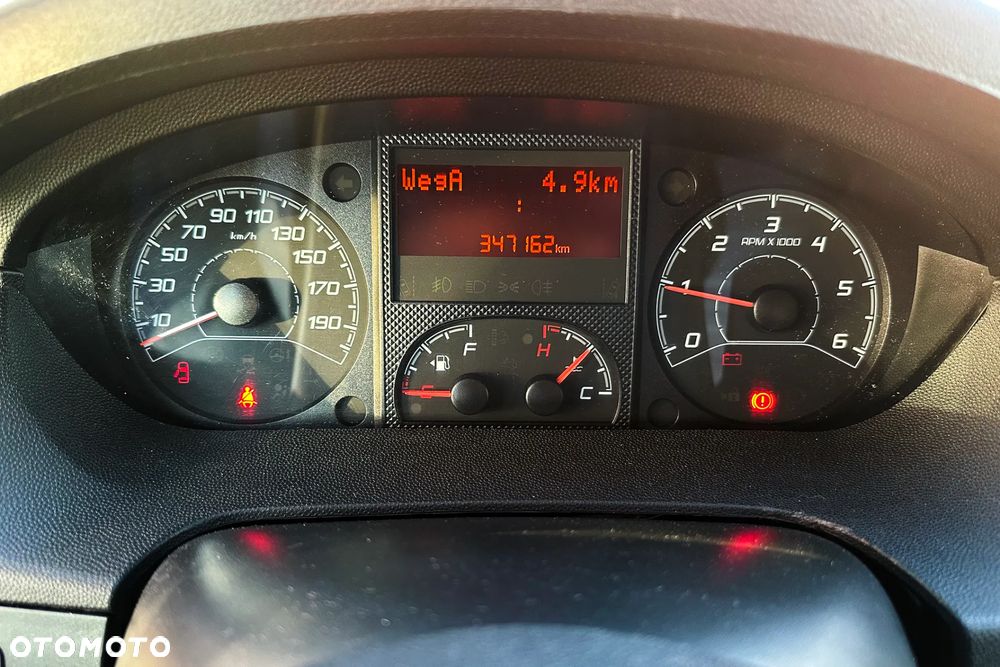 WegA 4.9km
:
347162km
10 30 50 70 90 110 130 150 170 190
km/h
0 1 2 3 4 5 6
RPM X 1000
E F
H C
OTOMOTO